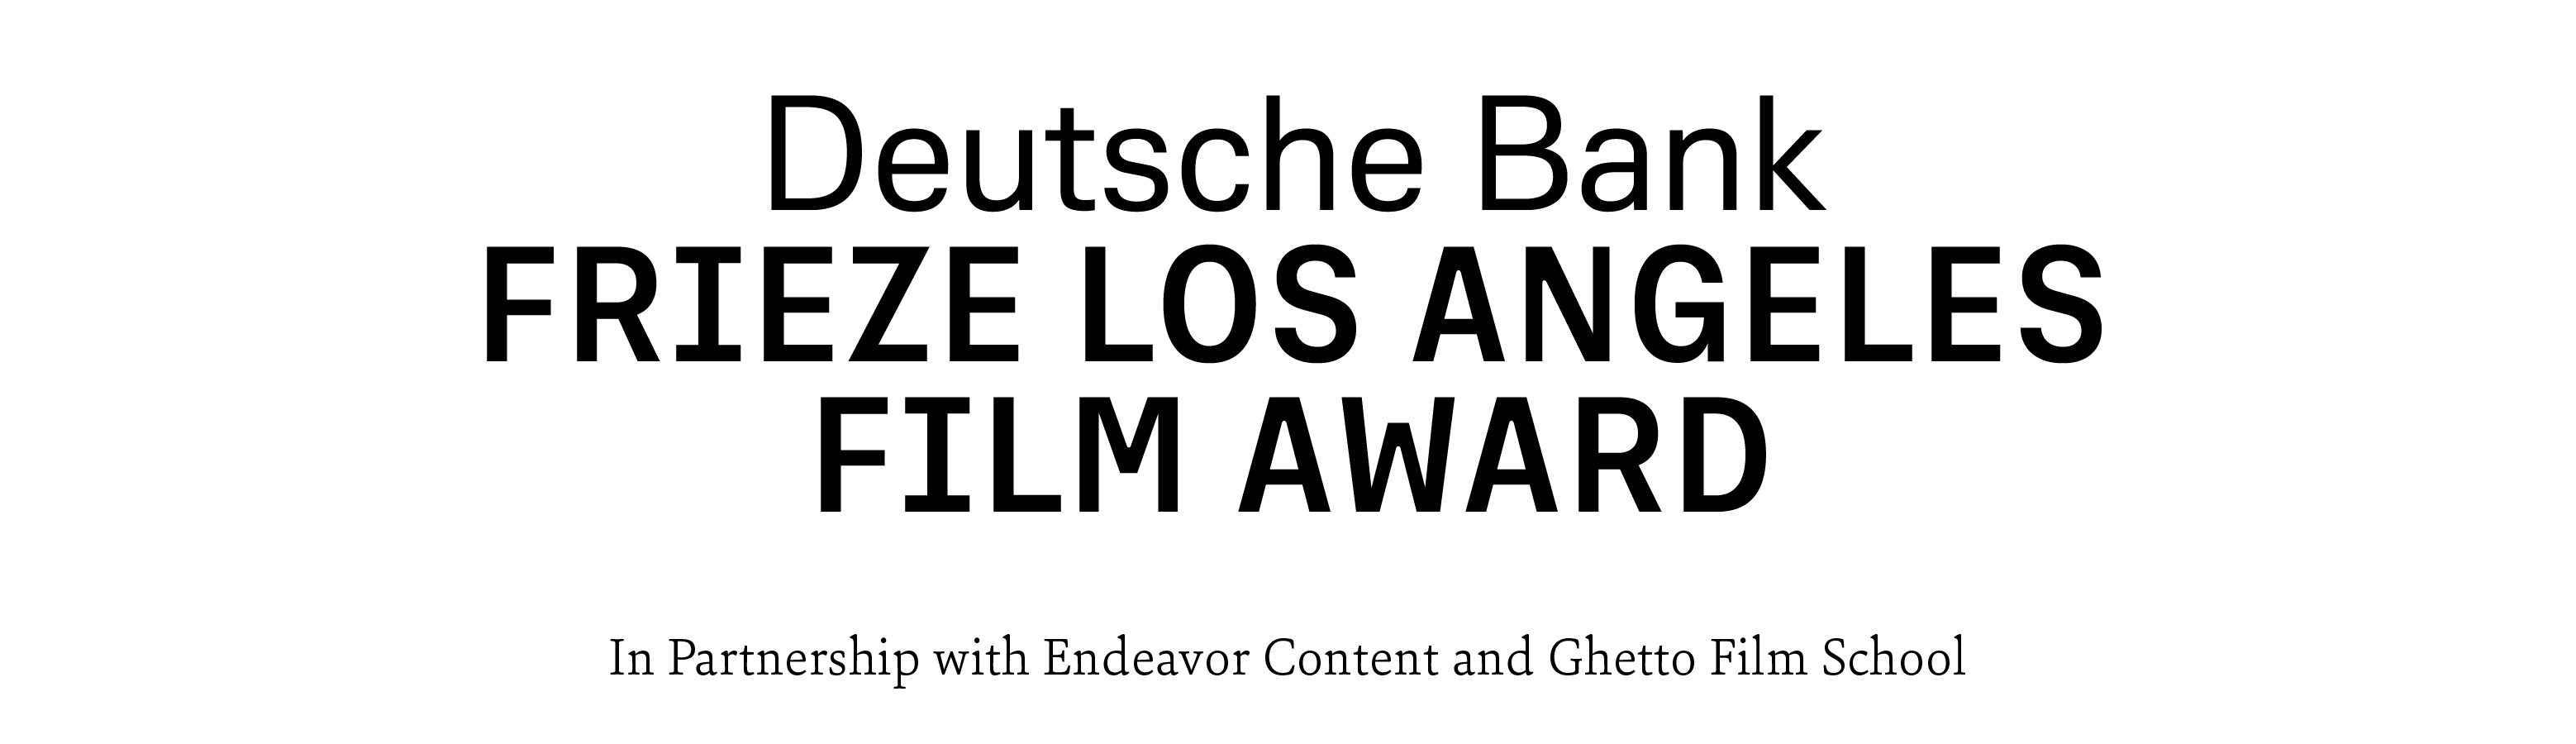 Deutsche Bank
FRIEZE LOS ANGELES
FILM AWARD
In Partnership with Endeavor Content and Ghetto Film School